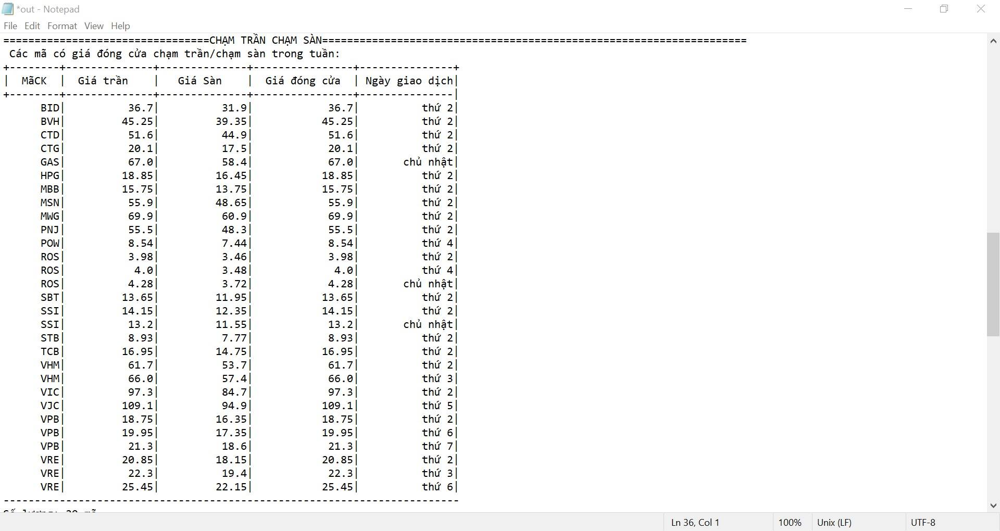 *out - Notepad
File Edit Format View Help
=================================CHẠM TRẦN CHẠM SÀN====================================================================
Các mã có giá đóng cửa chạm trần/chạm sàn trong tuần:
+--------+--------------+--------------+----------------+---------------+
| MãCK | Giá trần | Giá Sàn | Giá đóng cửa | Ngày giao dịch|
+--------+--------------+--------------+----------------+---------------|
BID| 36.7| 31.9| 36.7| thứ 2|
BVH| 45.25| 39.35| 45.25| thứ 2|
CTD| 51.6| 44.9| 51.6| thứ 2|
CTG| 20.1| 17.5| 20.1| thứ 2|
GAS| 67.0| 58.4| 67.0| chủ nhật|
HPG| 18.85| 16.45| 18.85| thứ 2|
MBB| 15.75| 13.75| 15.75| thứ 2|
MSN| 55.9| 48.65| 55.9| thứ 2|
MWG| 69.9| 60.9| 69.9| thứ 2|
PNJ| 55.5| 48.3| 55.5| thứ 2|
POW| 8.54| 7.44| 8.54| thứ 4|
ROS| 3.98| 3.46| 3.98| thứ 2|
ROS| 4.0| 3.48| 4.0| thứ 4|
ROS| 4.28| 3.72| 4.28| chủ nhật|
SBT| 13.65| 11.95| 13.65| thứ 2|
SSI| 14.15| 12.35| 14.15| thứ 2|
SSI| 13.2| 11.55| 13.2| chủ nhật|
STB| 8.93| 7.77| 8.93| thứ 2|
TCB| 16.95| 14.75| 16.95| thứ 2|
VHM| 61.7| 53.7| 61.7| thứ 2|
VHM| 66.0| 57.4| 66.0| thứ 3|
VIC| 97.3| 84.7| 97.3| thứ 2|
VJC| 109.1| 94.9| 109.1| thứ 5|
VPB| 18.75| 16.35| 18.75| thứ 2|
VPB| 19.95| 17.35| 19.95| thứ 6|
VPB| 21.3| 18.6| 21.3| thứ 7|
VRE| 20.85| 18.15| 20.85| thứ 2|
VRE| 22.3| 19.4| 22.3| thứ 3|
VRE| 25.45| 22.15| 25.45| thứ 6|
-------------------------------------------------------------------------
Ln 36, Col 1 100% Unix (LF) UTF-8